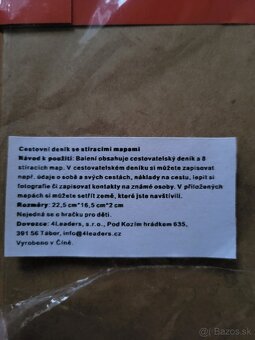 Cestovní deník se stíracími mapami
Návod k použití: Balení obsahuje cestovatelský deník a 8
stíracích map. V cestovatelském deníku si můžete zapisovat
např. údaje o sobě a svých cestách, náklady na cestu, lepit si
fotografie či zapisovat kontakty na známé osoby. V přiložených
mapách si můžete setřít země, které jste navštívili.
Rozměry: 22,5 cm*16,5 cm*2 cm
Nejedná se o hračku pro děti.
Dovozce: 4Leaders, s.r.o., Pod Kozím hrádkem 635,
391 56 Tábor, info@4leaders.cz
Vyrobeno v Číně.
bazos.sk